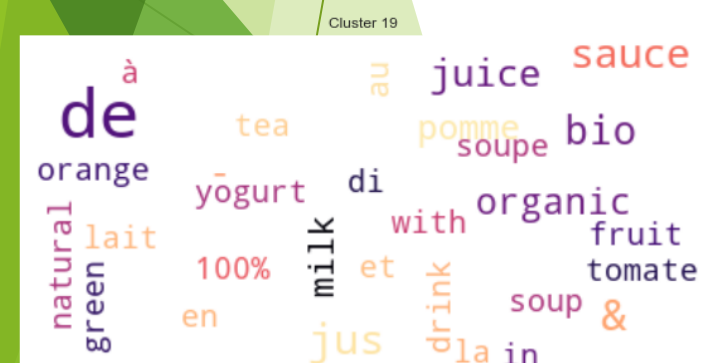 Cluster 19
sauce
à
au
juice
de
tea
pomme
bio
soupe
orange
yogurt
-
di
organic
natural
lait
with
fruit
green
100%
milk
et
tomate
drink
soup
&
en
jus
la
in